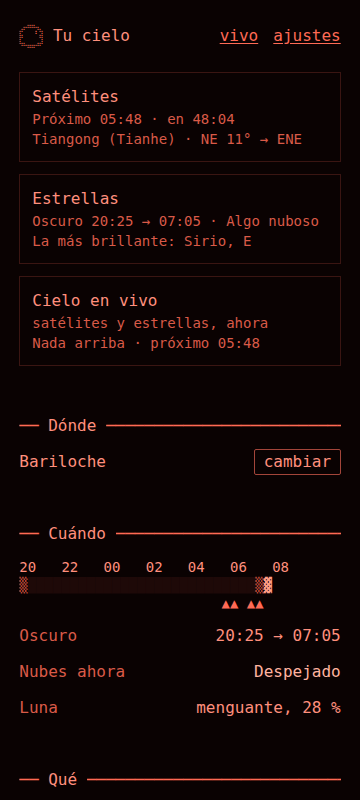 Tu cielo vivo ajustes
Satélites
Próximo 05:48 · en 48:04
Tiangong (Tianhe) · NE 11° → ENE
Estrellas
Oscuro 20:25 → 07:05 · Algo nuboso
La más brillante: Sirio, E
Cielo en vivo
satélites y estrellas, ahora
Nada arriba · próximo 05:48
Dónde
Bariloche cambiar
Cuándo
20 22 00 02 04 06 08
Oscuro 20:25 → 07:05
Nubes ahora Despejado
Luna menguante, 28 %
Qué